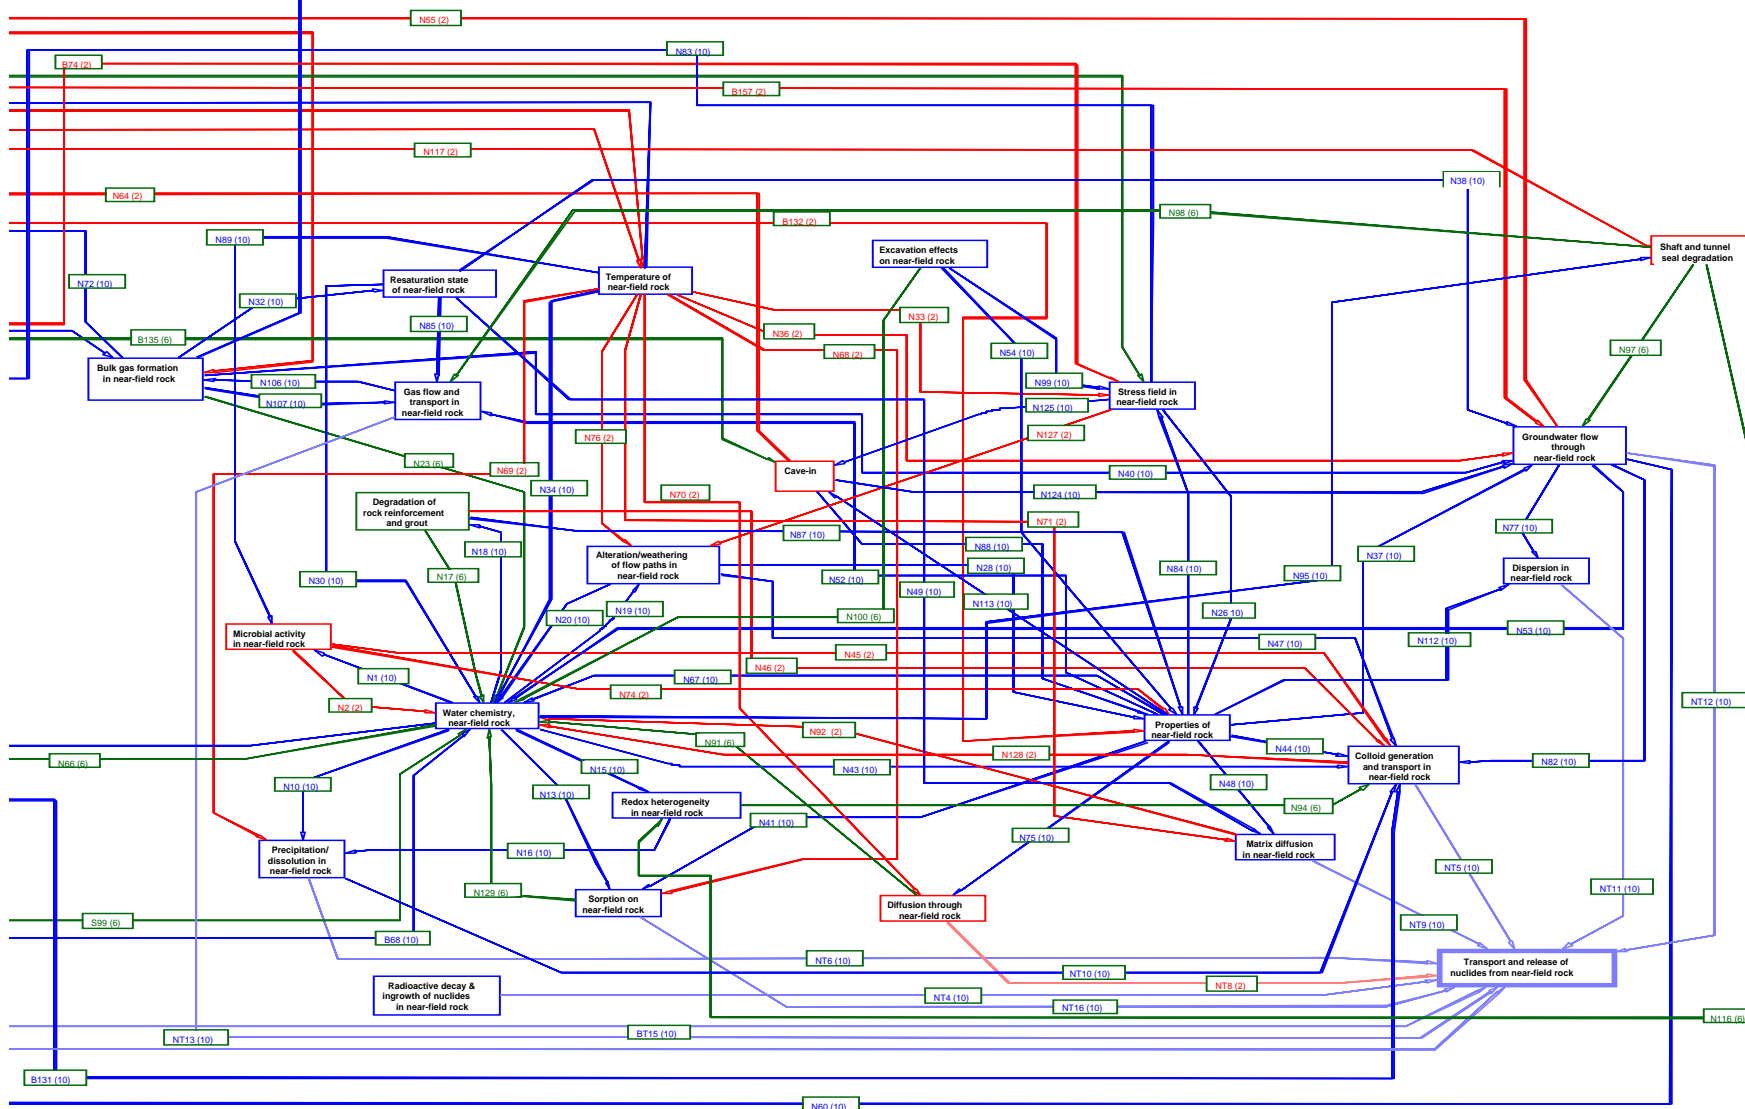 N55 (2)
N83 (10)
B74 (2)
B157 (2)
N117 (2)
N38 (10)
N64 (2)
N98 (6)
B132 (2)
N89 (10)
Excavation effects
on near-field rock
Shaft and tunnel
seal degradation
Resaturation state
of near-field rock
Temperature of
near-field rock
N72 (10)
N32 (10)
N85 (10)
N33 (2)
N36 (2)
B135 (6)
N68 (2)
N54 (10)
N97 (6)
Bulk gas formation
in near-field rock
N106 (10)
N107 (10)
Gas flow and
transport in
near-field rock
N99 (10)
N125 (10)
Stress field in
near-field rock
N76 (2)
N127 (2)
Groundwater flow
through
near-field rock
N23 (6)
N69 (2)
Cave-in
N40 (10)
N34 (10)
N70 (2)
N124 (10)
Degradation of
rock reinforcement
and grout
N71 (2)
N77 (10)
N87 (10)
N88 (10)
N18 (10)
Alteration/weathering
of flow paths in
near-field rock
N37 (10)
N28 (10)
N84 (10)
Dispersion in
near-field rock
N17 (6)
N30 (10)
N52 (10)
N95 (10)
N49 (10)
N113 (10)
N19 (10)
N20 (10)
N100 (6)
N26 10)
N53 (10)
Microbial activity
in near-field rock
N112 (10)
N47 (10)
N45 (2)
N46 (2)
N1 (10)
N67 (10)
N74 (2)
N2 (2)
NT12 (10)
Water chemistry,
near-field rock
Properties of
near-field rock
N92 (2)
N91 (6)
N44 (10)
N128 (2)
N66 (6)
N15 (10)
N43 (10)
Colloid generation
and transport in
near-field rock
N82 (10)
N10 (10)
N13 (10)
N48 (10)
Redox heterogeneity
in near-field rock
N94 (6)
N41 (10)
N75 (10)
N16 (10)
Precipitation/
dissolution in
near-field rock
Matrix diffusion
in near-field rock
NT5 (10)
N129 (6)
NT11 (10)
Sorption on
near-field rock
Diffusion through
near-field rock
S99 (6)
NT9 (10)
B68 (10)
NT6 (10)
NT10 (10)
Transport and release of
nuclides from near-field rock
Radioactive decay &
ingrowth of nuclides
in near-field rock
NT8 (2)
NT4 (10)
NT16 (10)
N116 (6)
NT13 (10)
BT15 (10)
B131 (10)
N60 (10)